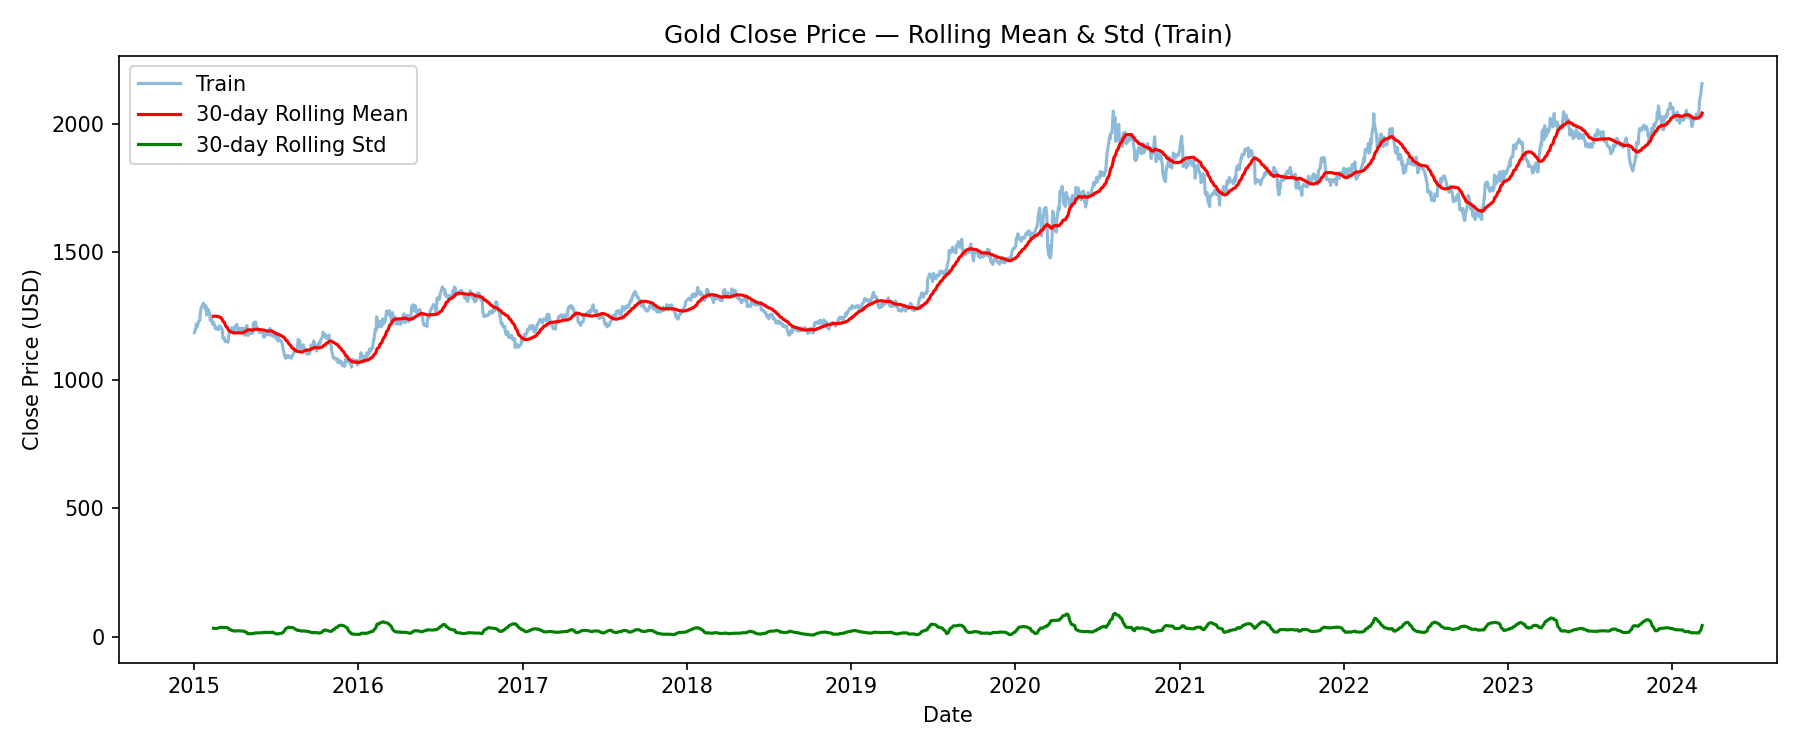 Gold Close Price — Rolling Mean & Std (Train)
Train
30-day Rolling Mean
30-day Rolling Std
Close Price (USD)
2000
1500
1000
500
0
2015 2016 2017 2018 2019 2020 2021 2022 2023 2024
Date